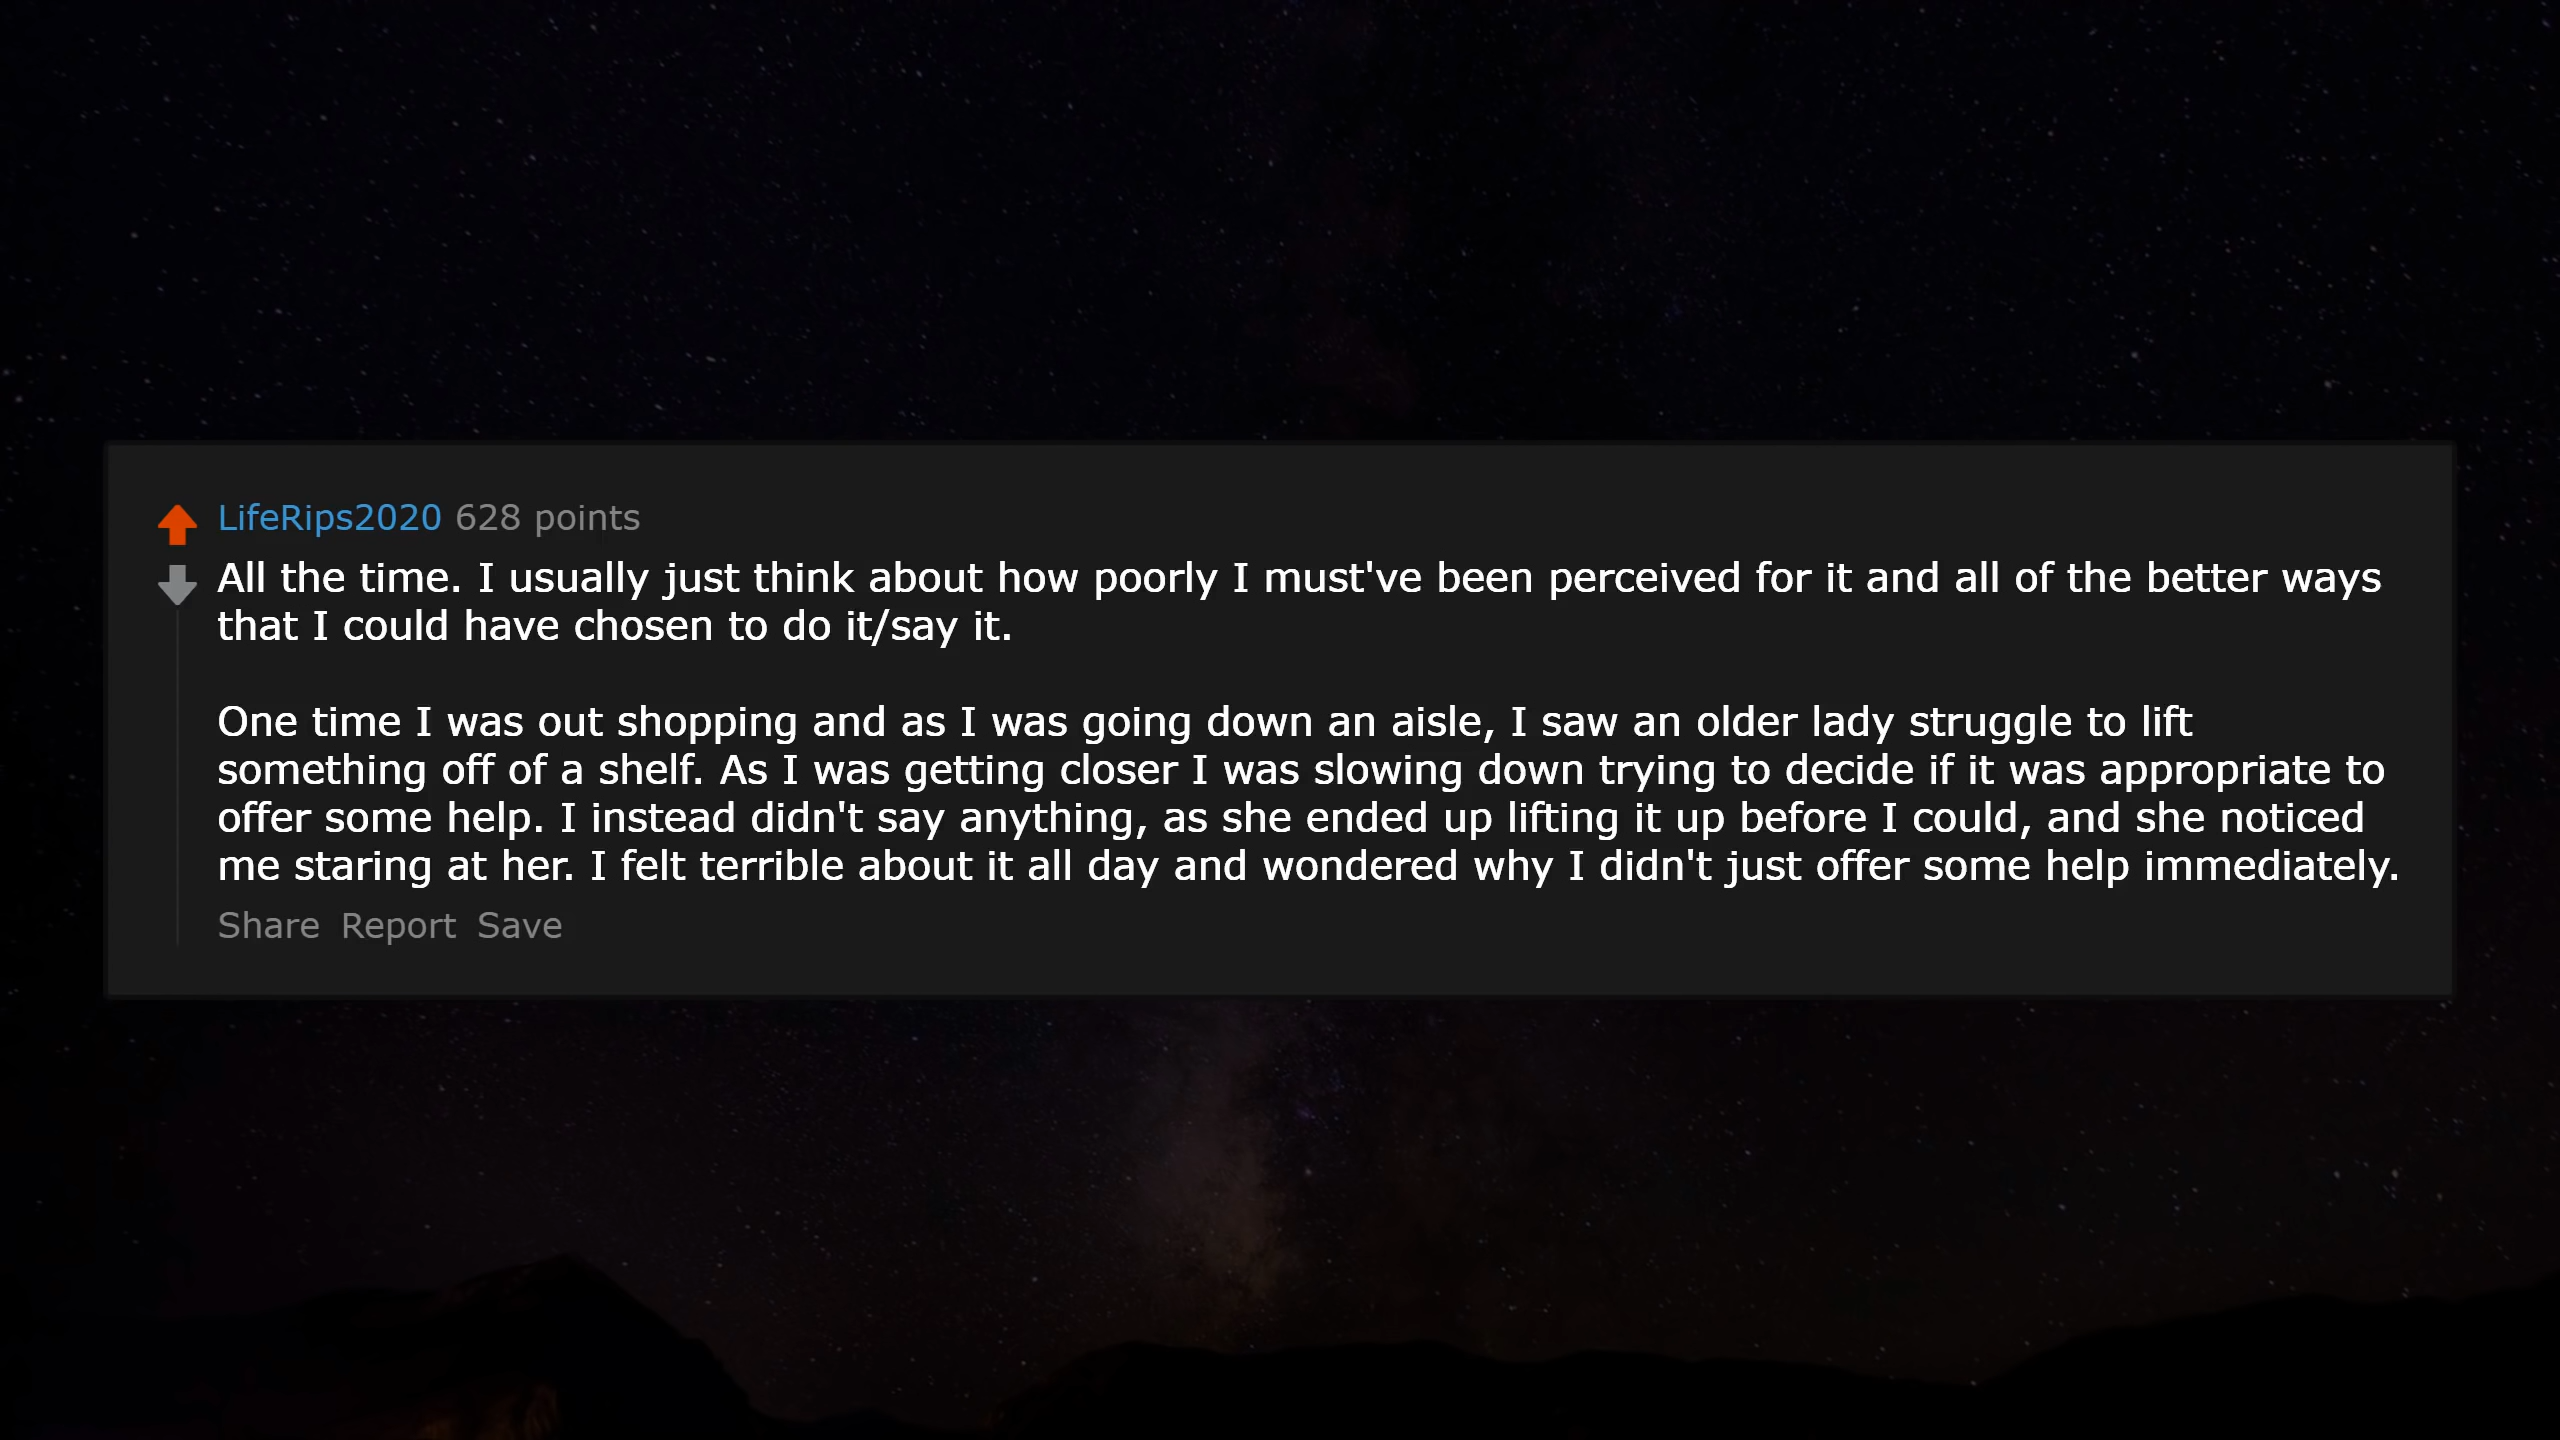 LifeRips2020 628 points
All the time. I usually just think about how poorly I must've been perceived for it and all of the better ways
that I could have chosen to do it/say it.
One time I was out shopping and as I was going down an aisle, I saw an older lady struggle to lift
something off of a shelf. As I was getting closer I was slowing down trying to decide if it was appropriate to
offer some help. I instead didn't say anything, as she ended up lifting it up before I could, and she noticed
me staring at her. I felt terrible about it all day and wondered why I didn't just offer some help immediately.
Share Report Save